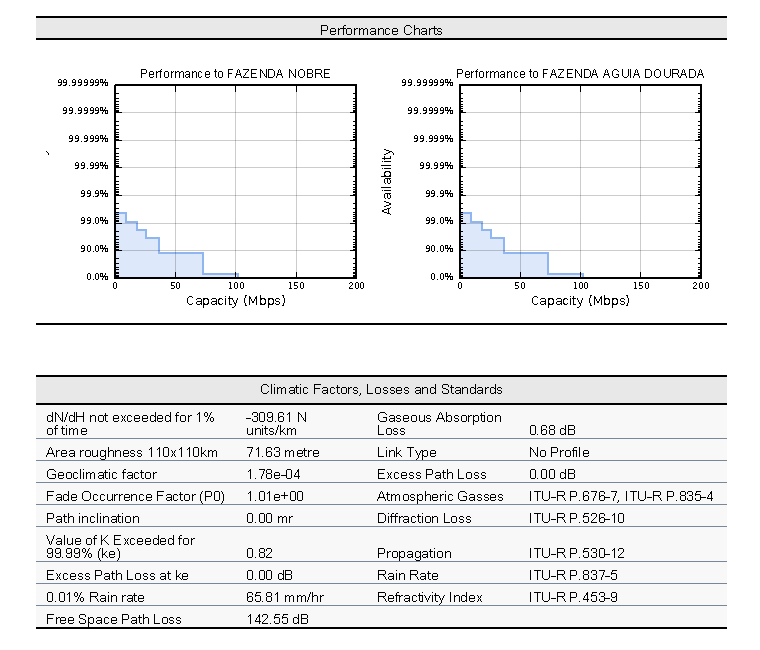 Performance Charts
Performance to FAZENDA NOBRE
99.99999%
99.9999%
99.999%
99.99%
99.9%
99.0%
90.0%
0.0%
0 50 100 150 200
Capacity (Mbps)
Performance to FAZENDA AGUIA DOURADA
Availability
99.99999%
99.9999%
99.999%
99.99%
99.9%
99.0%
90.0%
0.0%
0 50 100 150 200
Capacity (Mbps)
Climatic Factors, Losses and Standards
dN/dH not exceeded for 1% –309.61 N Gaseous Absorption
of time units/km Loss 0.68 dB
Area roughness 110x110km 71.63 metre Link Type No Profile
Geoclimatic factor 1.78e-04 Excess Path Loss 0.00 dB
Fade Occurrence Factor (P0) 1.01e+00 Atmospheric Gasses ITU–R P.676-7, ITU–R P.835-4
Path inclination 0.00 mr Diffraction Loss ITU–R P.526-10
Value of K Exceeded for
99.99% (ke) 0.82 Propagation ITU–R P.530-12
Excess Path Loss at ke 0.00 dB Rain Rate ITU–R P.837-5
0.01% Rain rate 65.81 mm/hr Refractivity Index ITU–R P.453-9
Free Space Path Loss 142.55 dB